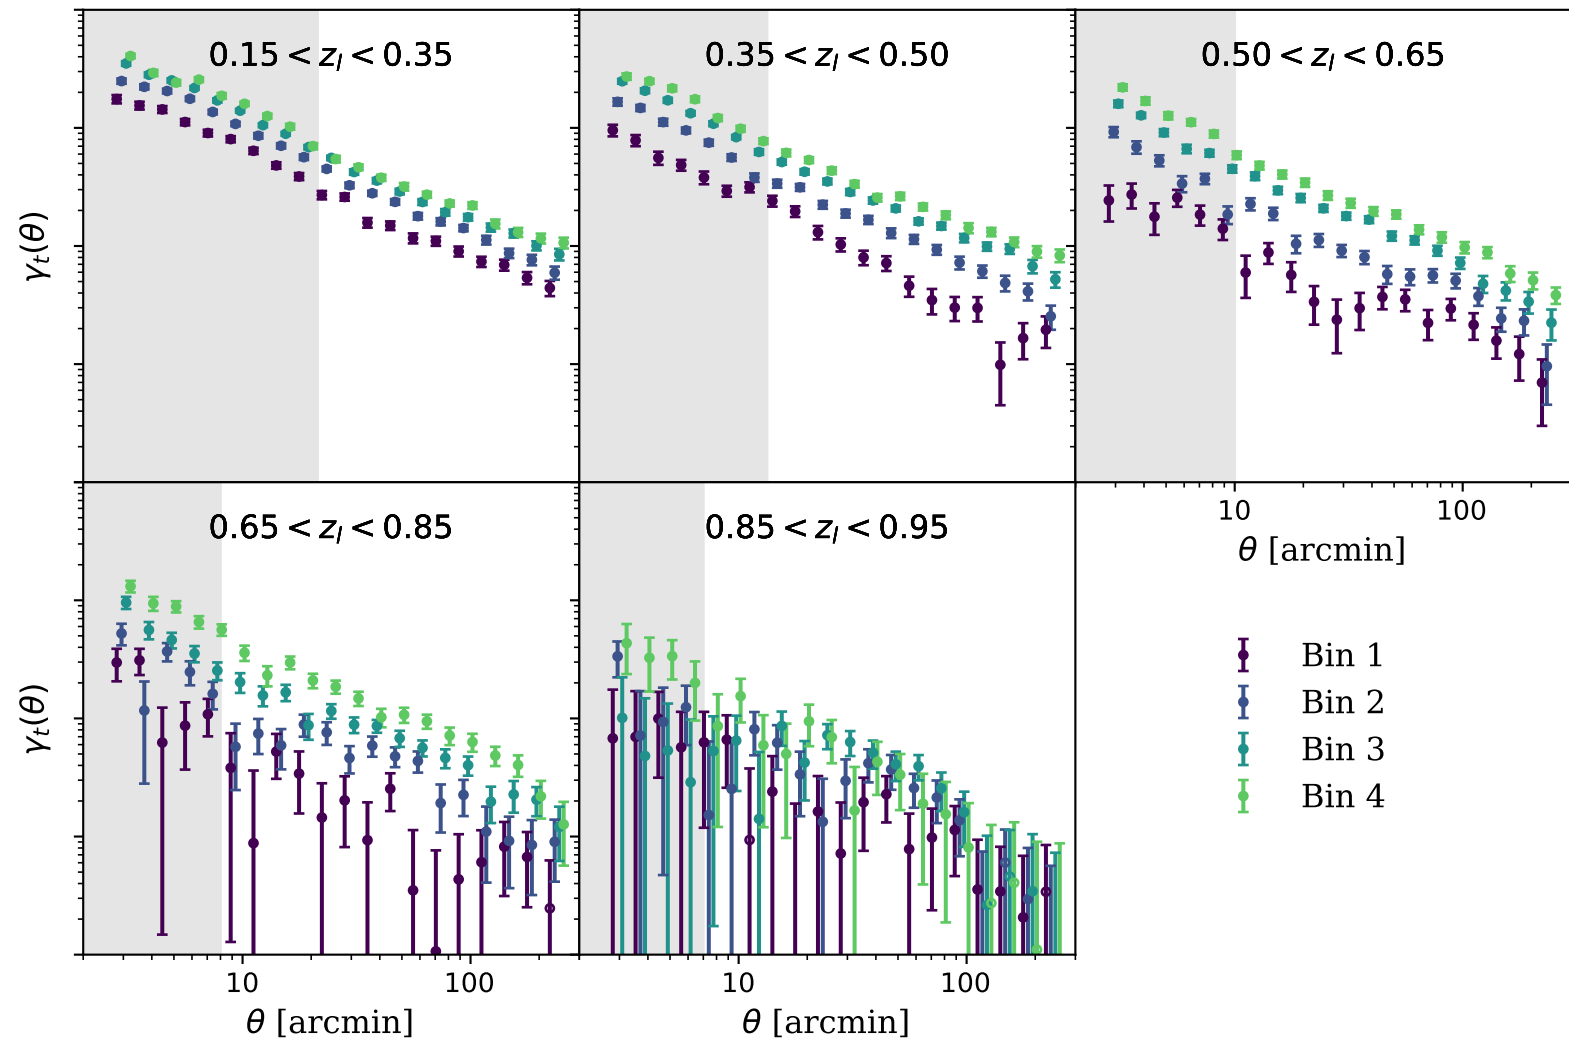 0.15 < z_l < 0.35
0.35 < z_l < 0.50
0.50 < z_l < 0.65
γ_t(θ)
10 100
θ [arcmin]
0.65 < z_l < 0.85
0.85 < z_l < 0.95
γ_t(θ)
Bin 1
Bin 2
Bin 3
Bin 4
10 100
10 100
θ [arcmin]
θ [arcmin]